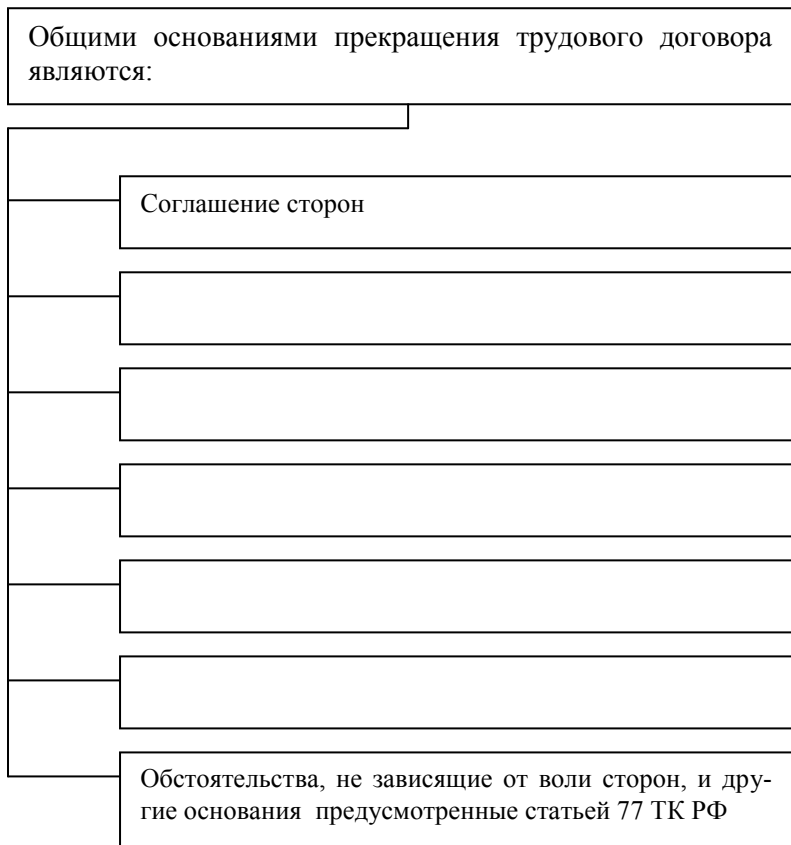 Общими основаниями прекращения трудового договора
являются:
Соглашение сторон
Обстоятельства, не зависящие от воли сторон, и дру-
гие основания предусмотренные статьей 77 ТК РФ